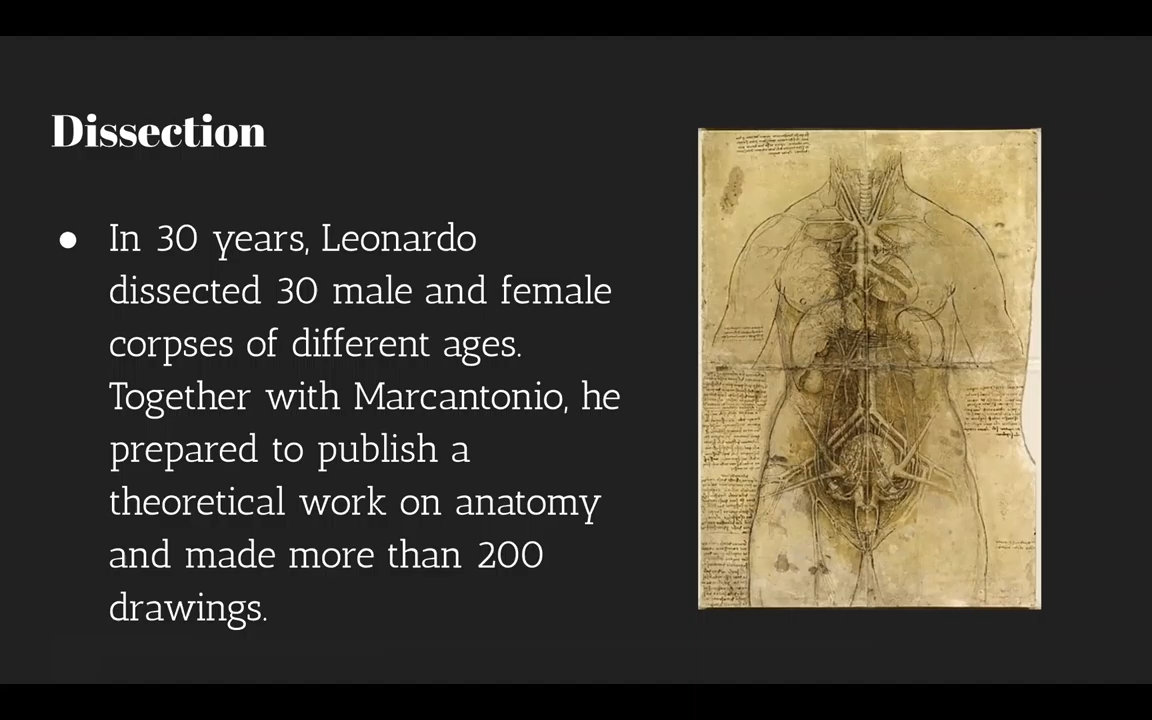 Dissection
● In 30 years, Leonardo
dissected 30 male and female
corpses of different ages.
Together with Marcantonio, he
prepared to publish a
theoretical work on anatomy
and made more than 200
drawings.